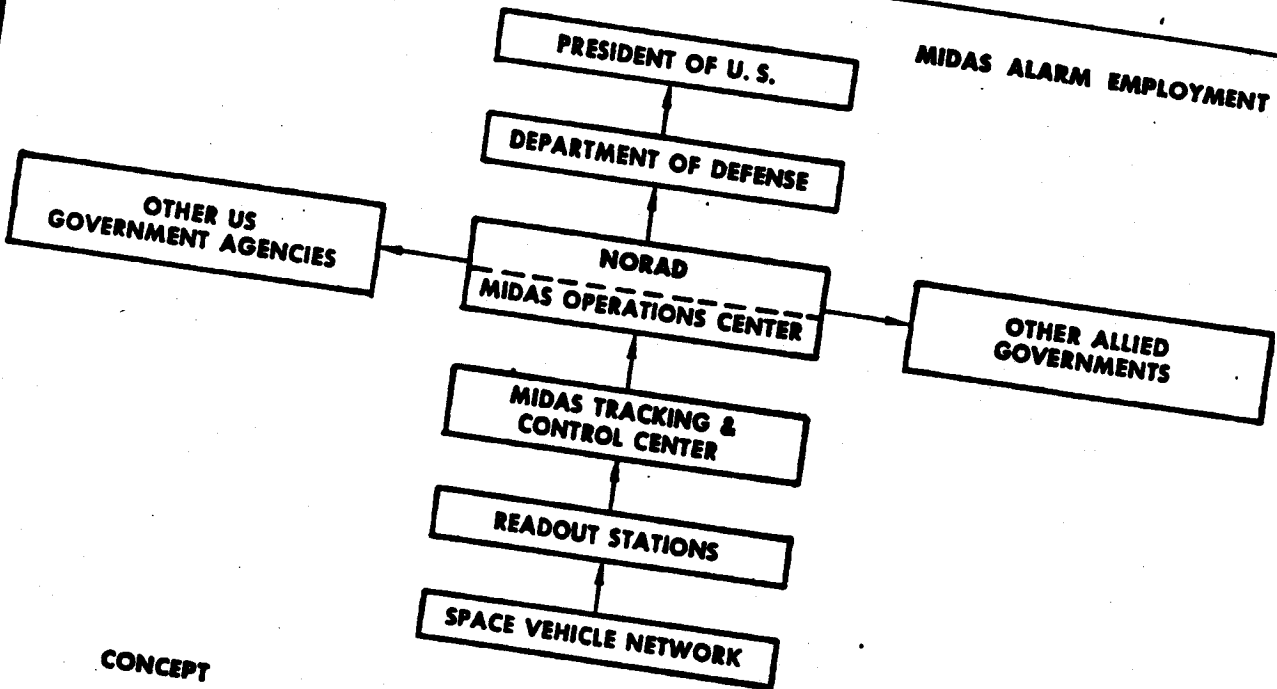 MIDAS ALARM EMPLOYMENT
PRESIDENT OF U.S.
DEPARTMENT OF DEFENSE
OTHER US
GOVERNMENT AGENCIES
NORAD
MIDAS OPERATIONS CENTER
OTHER ALLIED
GOVERNMENTS
MIDAS TRACKING &
CONTROL CENTER
READOUT STATIONS
SPACE VEHICLE NETWORK
CONCEPT